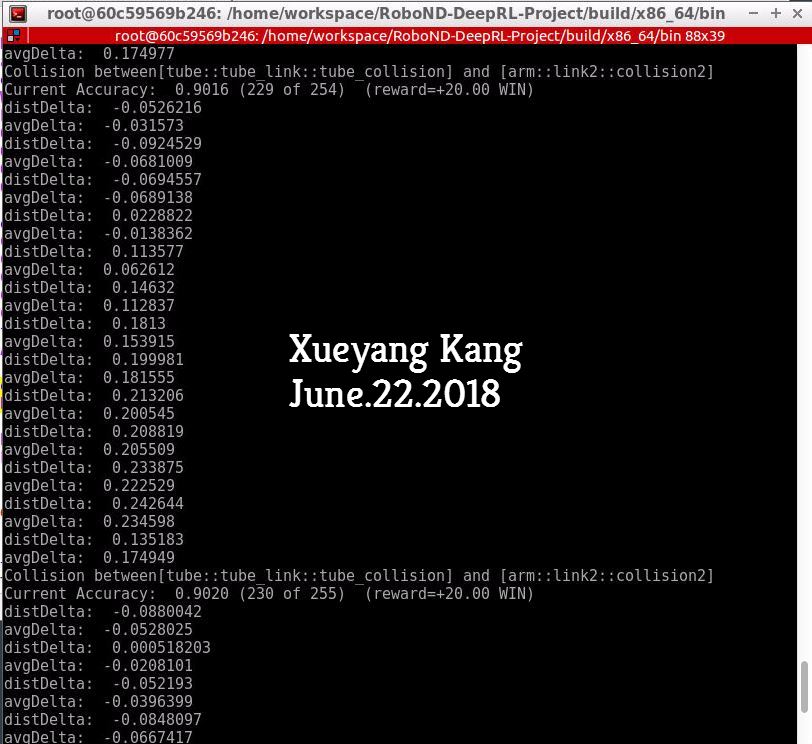 root@60c59569b246: /home/workspace/RoboND-DeepRL-Project/build/x86_64/bin
root@60c59569b246: /home/workspace/RoboND-DeepRL-Project/build/x86_64/bin 88x39
avgDelta:  0.174977
Collision between[tube::tube_link::tube_collision] and [arm::link2::collision2]
Current Accuracy:  0.9016 (229 of 254)  (reward=+20.00 WIN)
distDelta:  -0.0526216
avgDelta:  -0.031573
distDelta:  -0.0924529
avgDelta:  -0.0681009
distDelta:  -0.0694557
avgDelta:  -0.0689138
distDelta:  0.0228822
avgDelta:  -0.0138362
distDelta:  0.113577
avgDelta:  0.062612
distDelta:  0.14632
avgDelta:  0.112837
distDelta:  0.1813
avgDelta:  0.153915
distDelta:  0.199981
avgDelta:  0.181555
distDelta:  0.213206
avgDelta:  0.200545
distDelta:  0.208819
avgDelta:  0.205509
distDelta:  0.233875
avgDelta:  0.222529
distDelta:  0.242644
avgDelta:  0.234598
distDelta:  0.135183
avgDelta:  0.174949
Collision between[tube::tube_link::tube_collision] and [arm::link2::collision2]
Current Accuracy:  0.9020 (230 of 255)  (reward=+20.00 WIN)
distDelta:  -0.0880042
avgDelta:  -0.0528025
distDelta:  0.000518203
avgDelta:  -0.0208101
distDelta:  -0.052193
avgDelta:  -0.0396399
distDelta:  -0.0848097
avgDelta:  -0.0667417
Xueyang Kang
June.22.2018